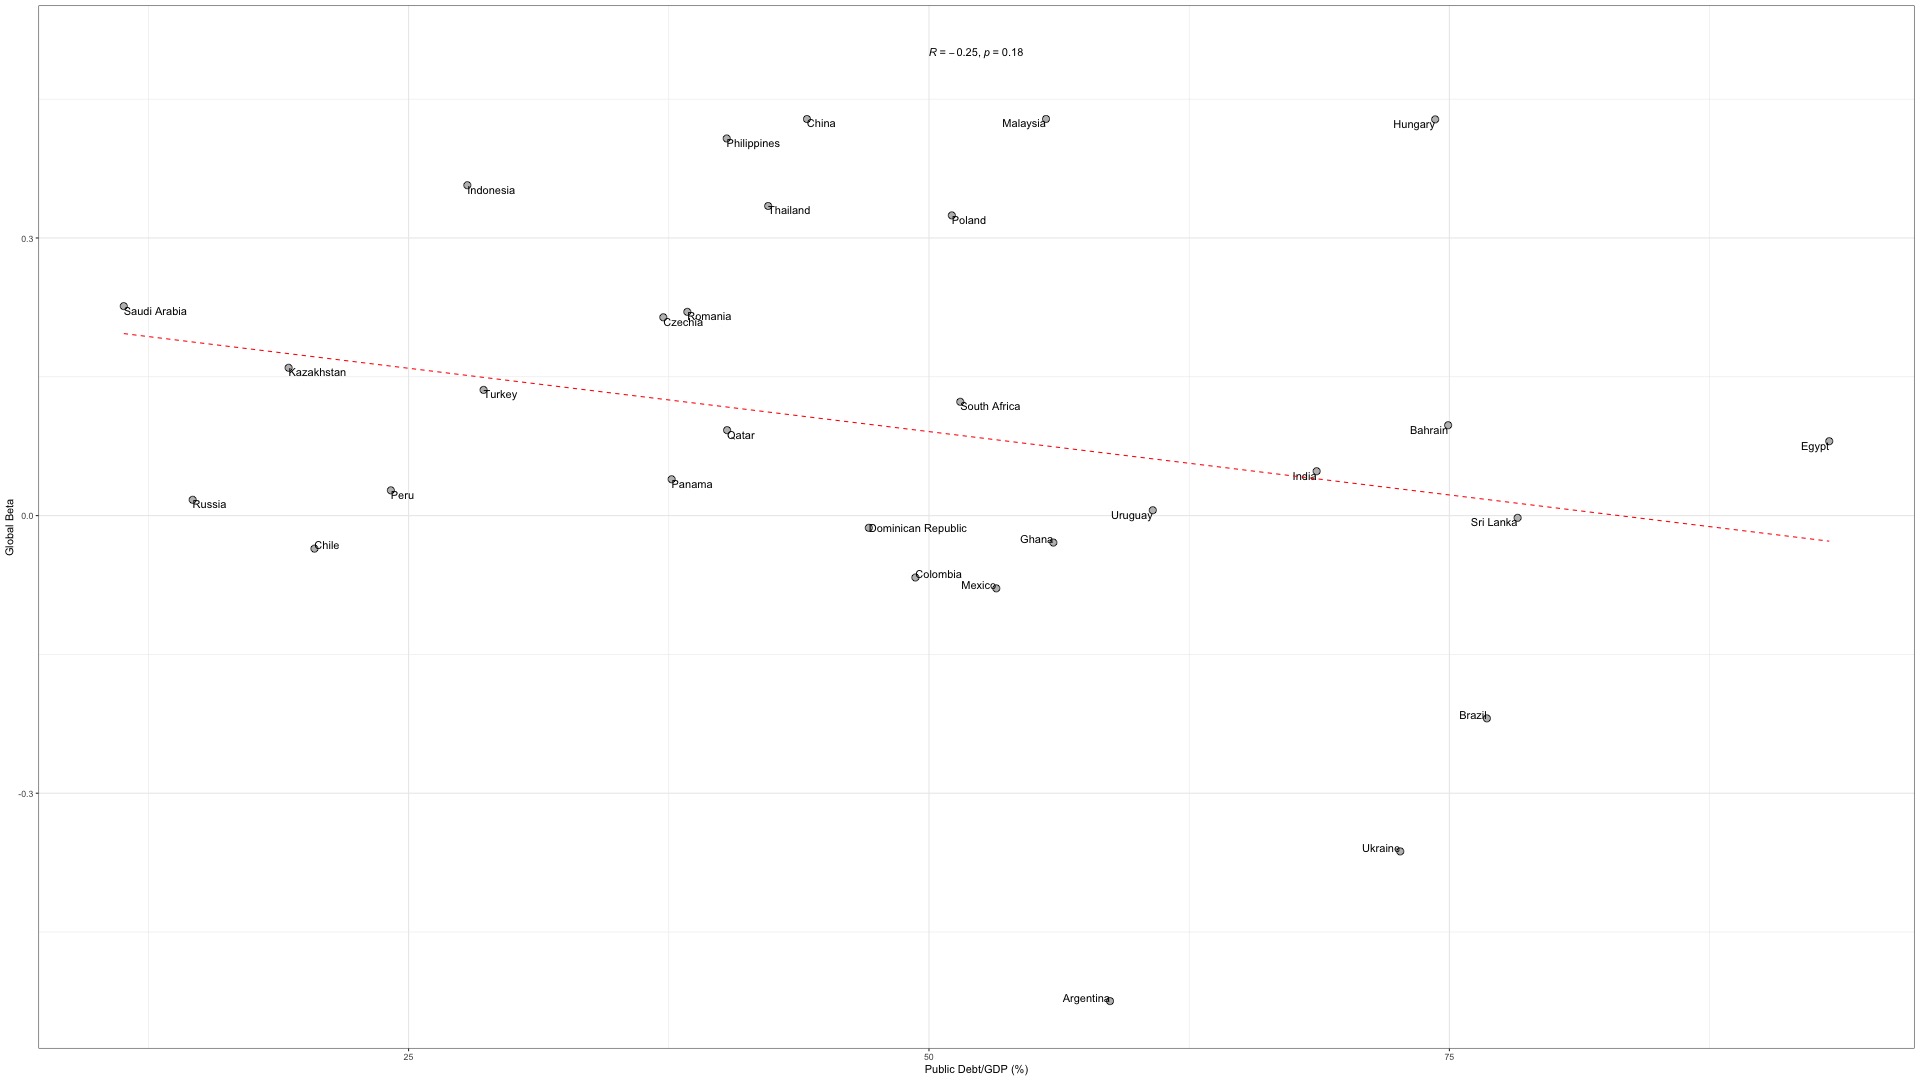 R = −0.25, p = 0.18
China
Malaysia
Hungary
Philippines
Indonesia
Thailand
Poland
0.3
Saudi Arabia
Romania
Czechia
Kazakhstan
Turkey
South Africa
Qatar
Bahrain
Egypt
India
Panama
Peru
Russia
Global Beta
0.0
Uruguay
Sri Lanka
Dominican Republic
Ghana
Chile
Colombia
Mexico
Brazil
-0.3
Ukraine
Argentina
25
50
75
Public Debt/GDP (%)